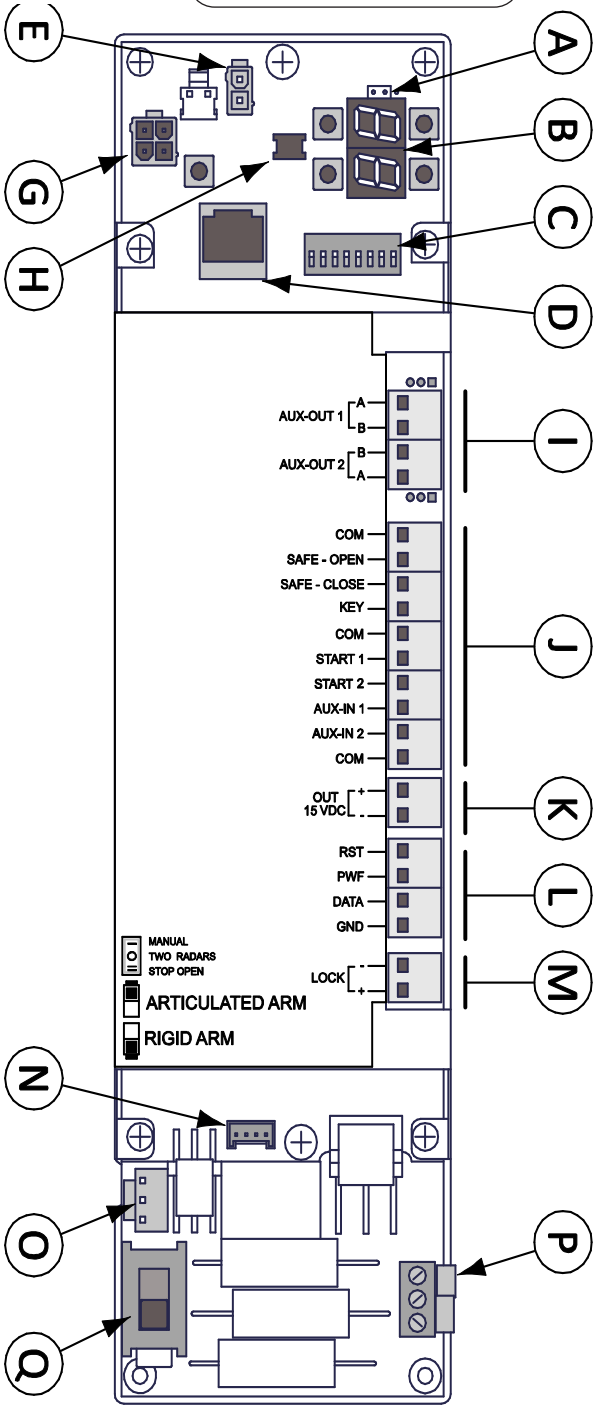 E
A
B
G
C
H
D
AUX-OUT 1
A
B
I
AUX-OUT 2
B
A
COM
SAFE - OPEN
SAFE - CLOSE
KEY
COM
J
START 1
START 2
AUX-IN 1
AUX-IN 2
COM
OUT
15 VDC
+
-
K
RST
PWF
DATA
GND
L
MANUAL
TWO RADARS
STOP OPEN
LOCK
-
+
M
ARTICULATED ARM
RIGID ARM
N
O
P
Q